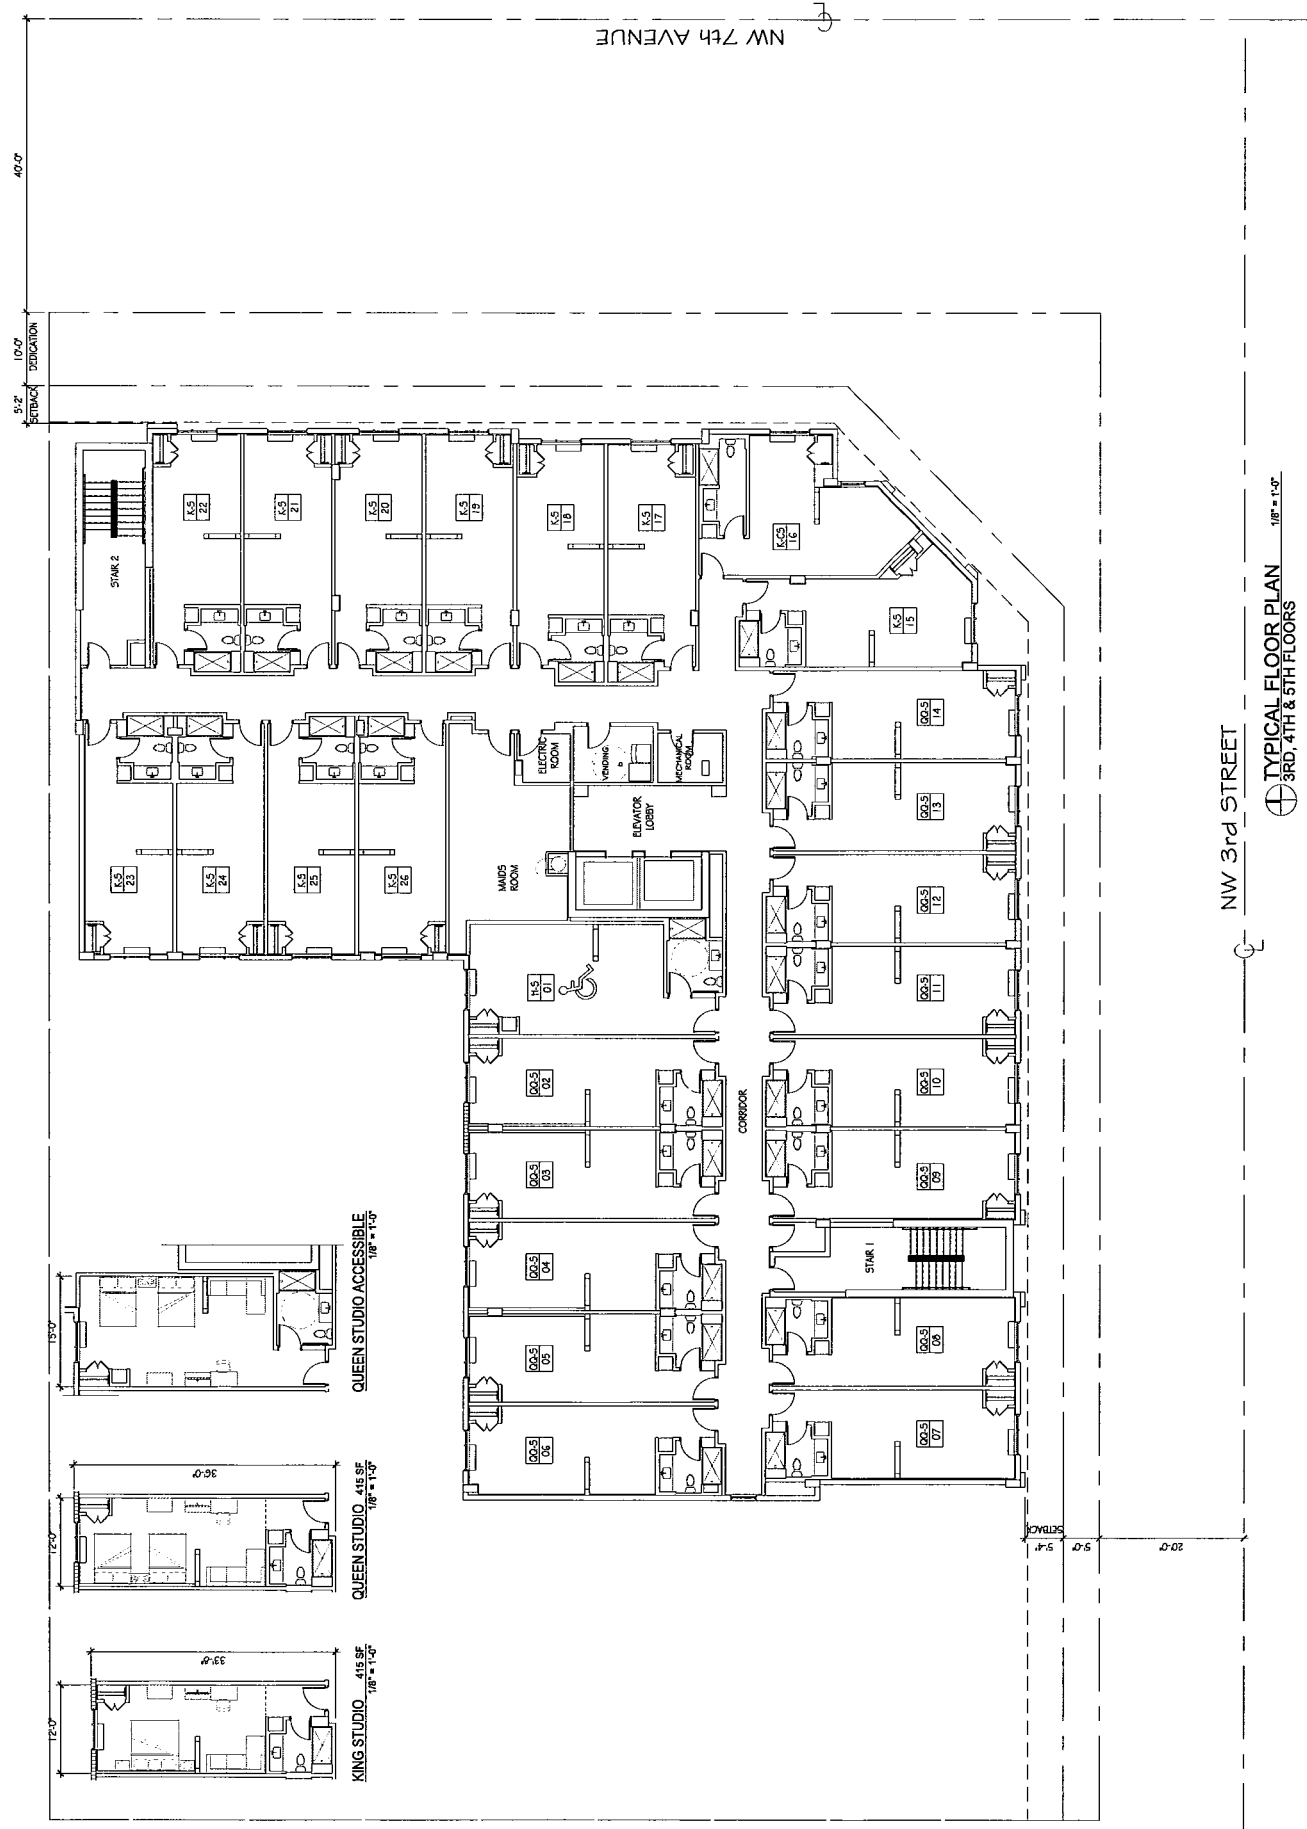 NW 7th AVENUE
40'-0"
10'-0"
DEDICATION
5'-2"
SETBACK
STAIR 2
K-S
22
K-S
21
K-S
20
K-S
19
K-S
18
K-S
17
K-CS
16
K-S
15
K-S
23
K-S
24
K-S
25
K-S
26
ELECTRIC
ROOM
VENDING
MECHANICAL
ROOM
MAIDS
ROOM
ELEVATOR
LOBBY
QQ-S
14
QQ-S
13
QQ-S
12
QQ-S
11
QQ-S
10
QQ-S
09
STAIR 1
QQ-S
08
QQ-S
07
01
QQ-S
02
QQ-S
03
QQ-S
04
QQ-S
05
QQ-S
06
CORRIDOR
15'-0"
QUEEN STUDIO ACCESSIBLE
1/8" = 1'-0"
12'-0"
36'-0"
QUEEN STUDIO 415 SF
1/8" = 1'-0"
12'-0"
33'-8"
KING STUDIO 415 SF
1/8" = 1'-0"
SETBACK
5'-4"
5'-0"
20'-0"
NW 3rd STREET
TYPICAL FLOOR PLAN 1/8" = 1'-0"
3RD, 4TH & 5TH FLOORS